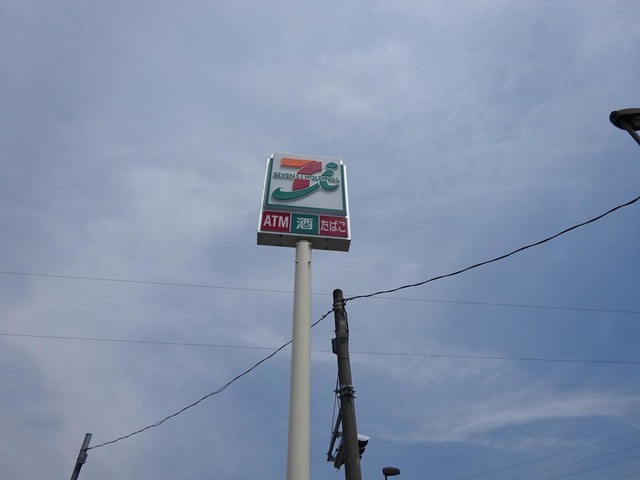 SEVEN & i HOLDINGS
ATM 酒 たばこ